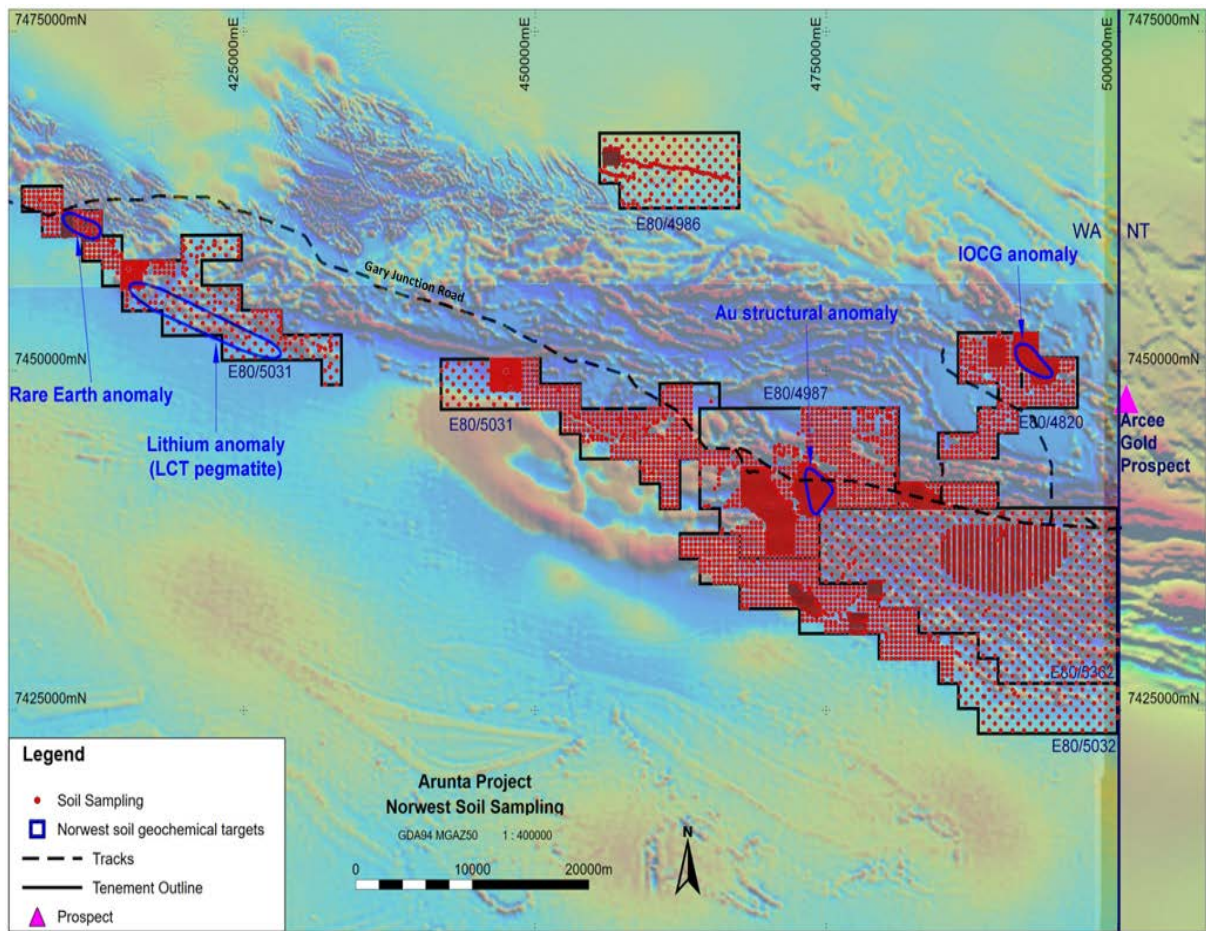 7475000mN
425000mE
450000mE
475000mE
500000mE
7475000mN
E80/4986
WA
NT
IOCG anomaly
Gary Junction Road
Au structural anomaly
7450000mN
7450000mN
E80/5031
Rare Earth anomaly
E80/4987
E80/5031
E80/4820
Arcee
Gold
Prospect
Lithium anomaly
(LCT pegmatite)
E80/5362
7425000mN
7425000mN
E80/5032
Legend
Soil Sampling
Norwest soil geochemical targets
Tracks
Tenement Outline
Prospect
Arunta Project
Norwest Soil Sampling
GDA94 MGAZ50 1 : 400000
N
0 10000 20000m